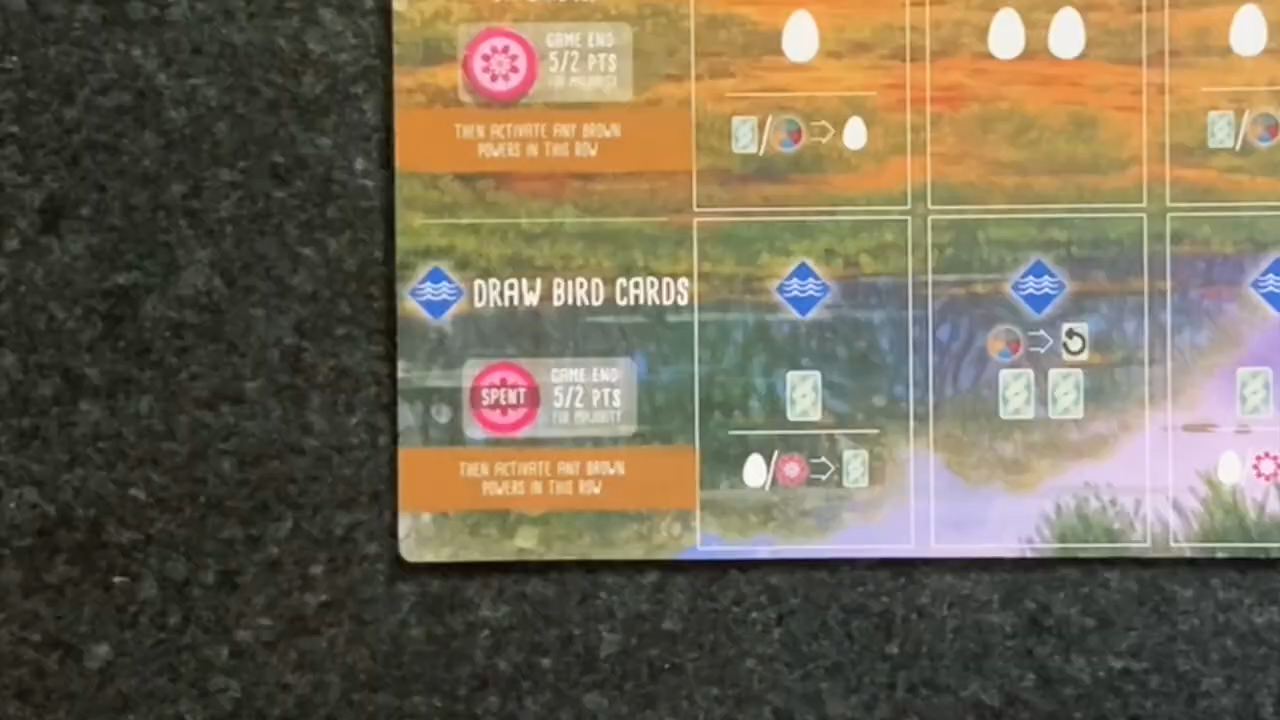 GAME END
5/2 PTS
FOR MAJORITY
THEN ACTIVATE ANY BROWN
POWERS IN THIS ROW
DRAW BIRD CARDS
SPENT
GAME END
5/2 PTS
FOR MAJORITY
THEN ACTIVATE ANY BROWN
POWERS IN THIS ROW